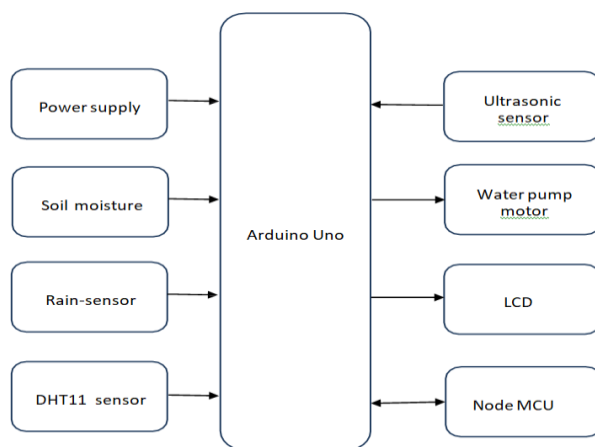 Power supply
Soil moisture
Rain-sensor
DHT11 sensor
Arduino Uno
Ultrasonic
sensor
Water pump
motor
LCD
Node MCU